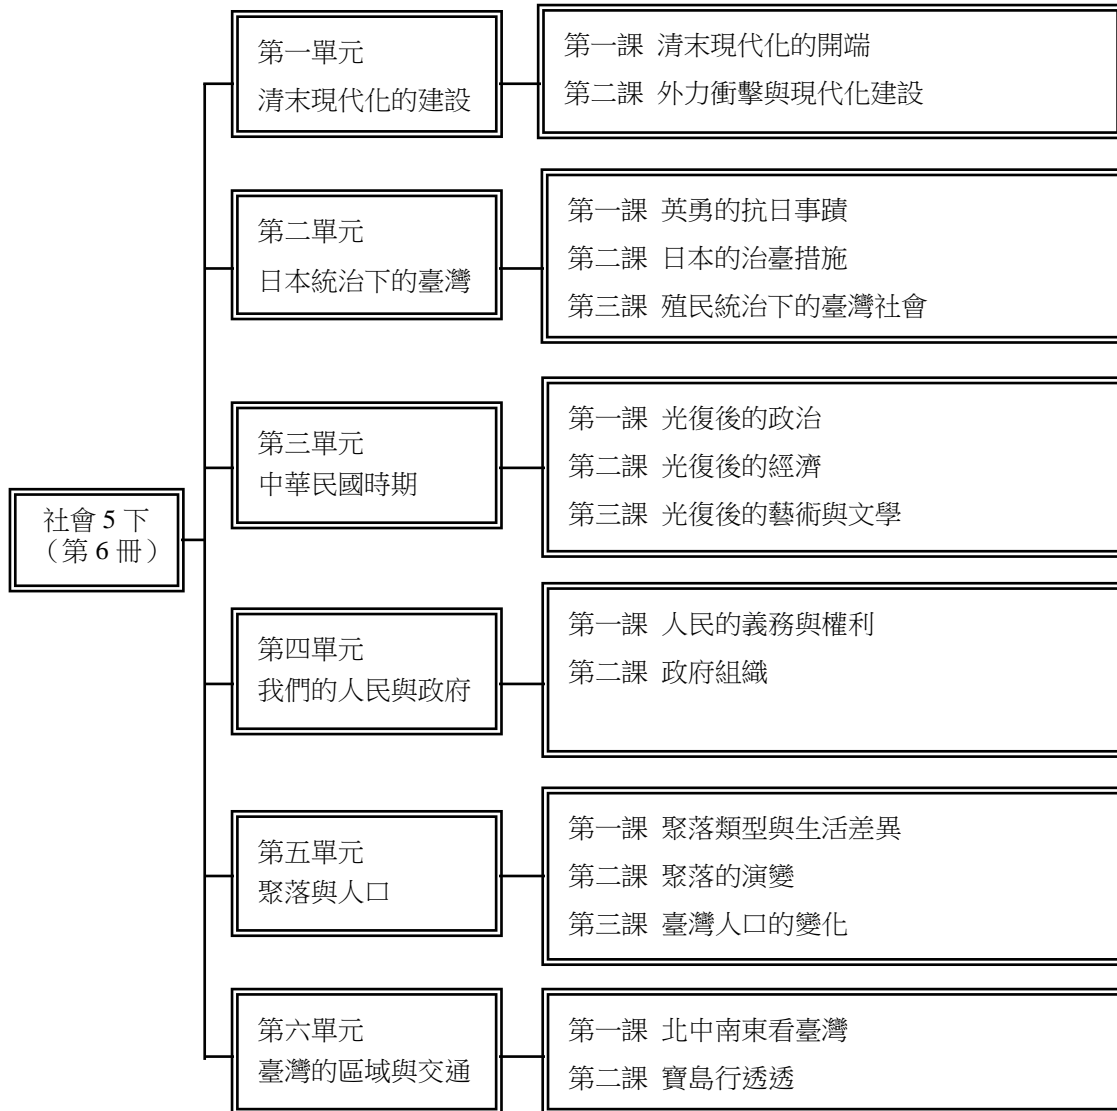 社會 5 下
（第 6 冊）
第一單元
清末現代化的建設
第一課 清末現代化的開端
第二課 外力衝擊與現代化建設
第二單元
日本統治下的臺灣
第一課 英勇的抗日事蹟
第二課 日本的治臺措施
第三課 殖民統治下的臺灣社會
第三單元
中華民國時期
第一課 光復後的政治
第二課 光復後的經濟
第三課 光復後的藝術與文學
第四單元
我們的人民與政府
第一課 人民的義務與權利
第二課 政府組織
第五單元
聚落與人口
第一課 聚落類型與生活差異
第二課 聚落的演變
第三課 臺灣人口的變化
第六單元
臺灣的區域與交通
第一課 北中南東看臺灣
第二課 寶島行透透